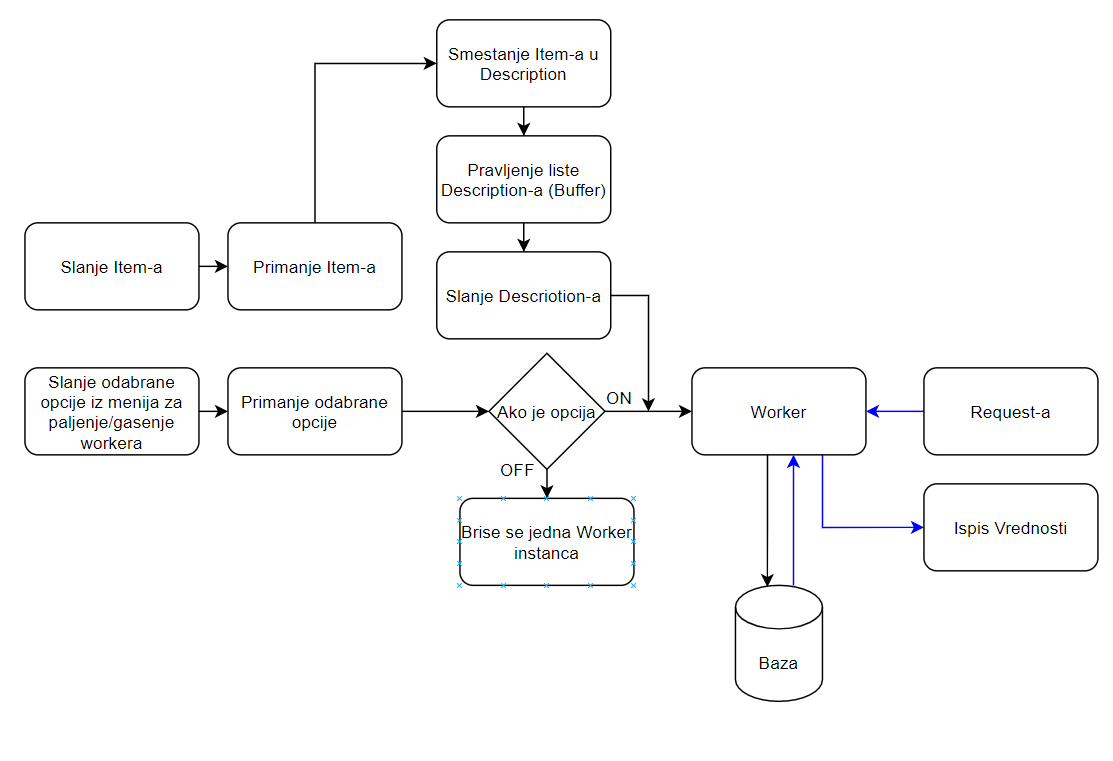 Smestanje Item-a u
Description
Pravljenje liste
Description-a (Buffer)
Slanje Item-a
Primanje Item-a
Slanje Descriotion-a
Slanje odabrane
opcije iz menija za
paljenje/gasenje
workera
Primanje odabrane
opcije
Ako je opcija
ON
OFF
Worker
Request-a
Brise se jedna Worker
instanca
Ispis Vrednosti
Baza